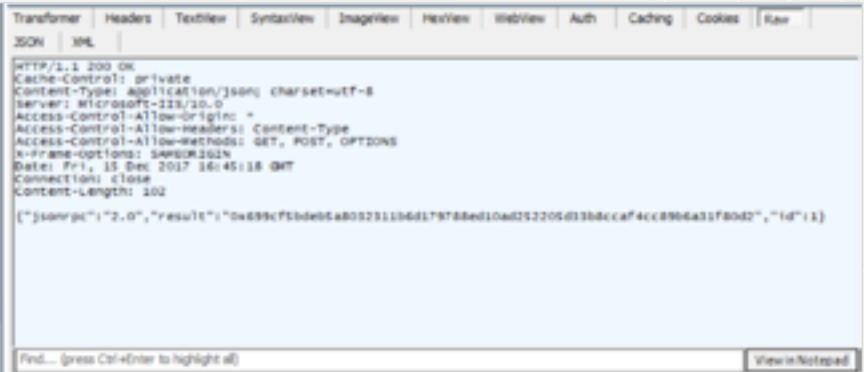 Transformer Headers TextView SyntaxView ImageView HexView WebView Auth Caching Cookies Raw
JSON XML
HTTP/1.1 200 OK
Cache-Control: private
Content-Type: application/json; charset=utf-8
Server: Microsoft-IIS/10.0
Access-Control-Allow-Origin: *
Access-Control-Allow-Headers: Content-Type
Access-Control-Allow-Methods: GET, POST, OPTIONS
X-Frame-Options: SAMEORIGIN
Date: Fri, 15 Dec 2017 16:45:18 GMT
Connection: close
Content-Length: 102
{"jsonrpc":"2.0","result":" ","id":1}
Find... (press Ctrl+Enter to highlight all) View in Notepad